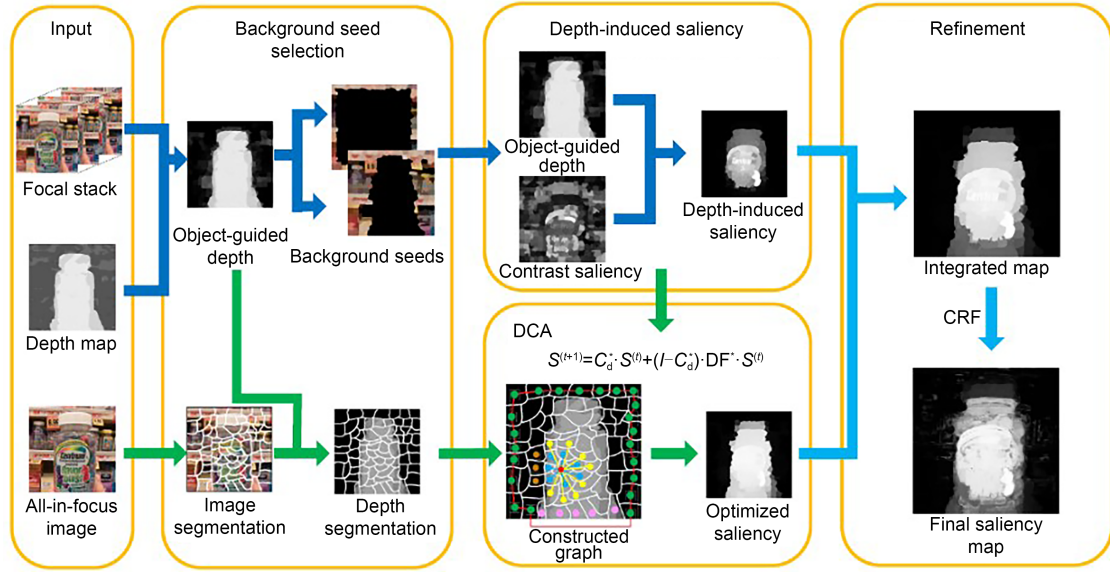 Input
Focal stack
Depth map
All-in-focus
image
Background seed
selection
Object-guided
depth
Background seeds
Image
segmentation
Depth
segmentation
Depth-induced saliency
Object-guided
depth
Contrast saliency
Depth-induced
saliency
DCA
S^(t+1)=C_d^*·S^(t)+(I−C_d^*)·DF^*·S^(t)
Constructed
graph
Optimized
saliency
Refinement
Integrated map
CRF
Final saliency
map